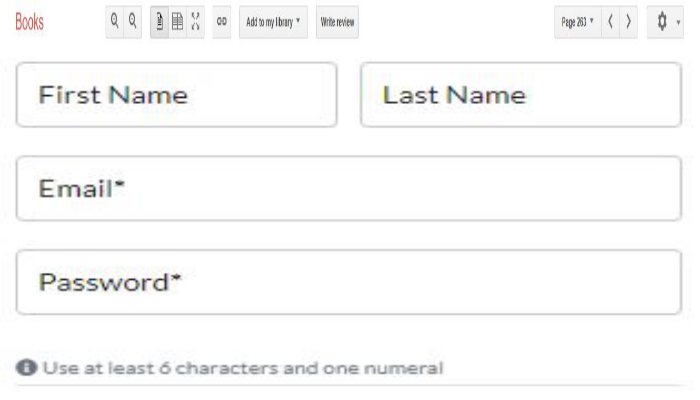 Books Add to my library Write review Page 263
First Name Last Name
Email*
Password*
Use at least 6 characters and one numeral